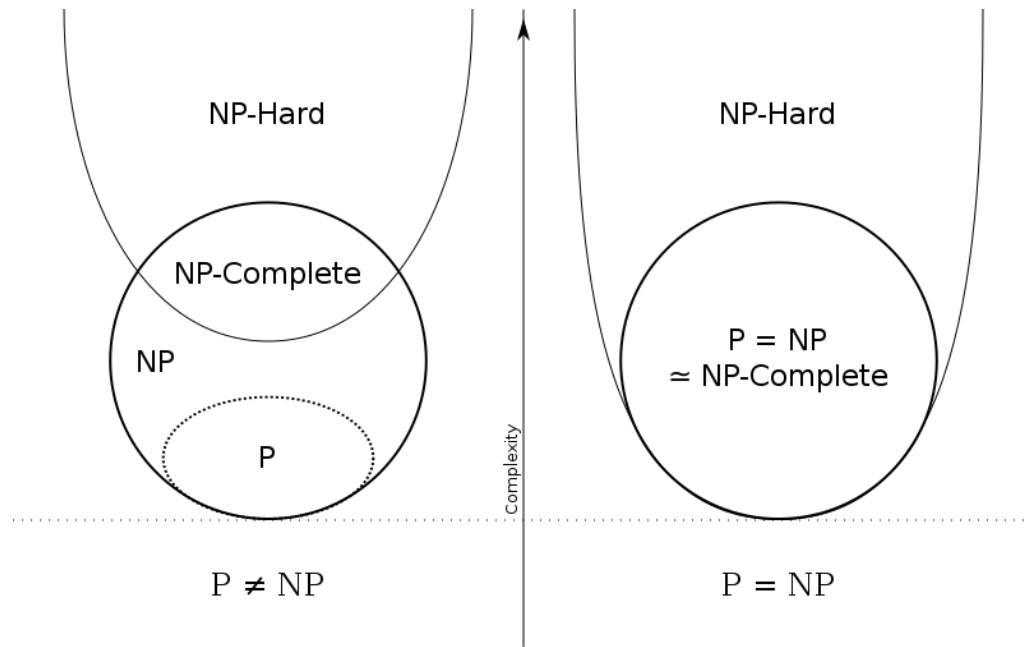 NP-Hard
NP-Complete
NP
P
P ≠ NP
Complexity
NP-Hard
P = NP
≃ NP-Complete
P = NP